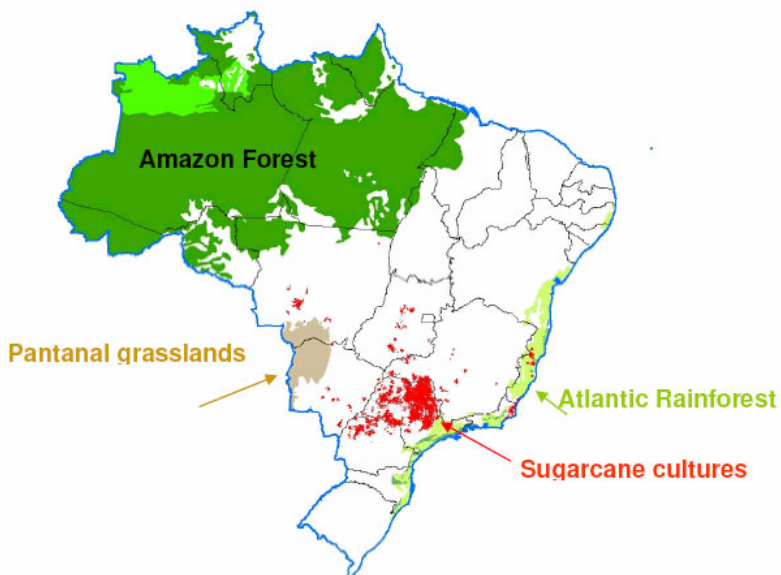 Amazon Forest
Pantanal grasslands
Atlantic Rainforest
Sugarcane cultures